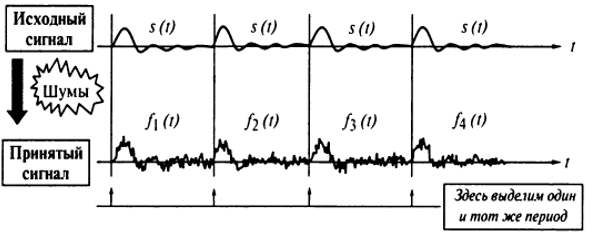 Исходный
сигнал
s (t) s (t) s (t) s (t)
t
Шумы
f1 (t) f2 (t) f3 (t) f4 (t)
Принятый
сигнал
t
Здесь выделим один
и тот же период